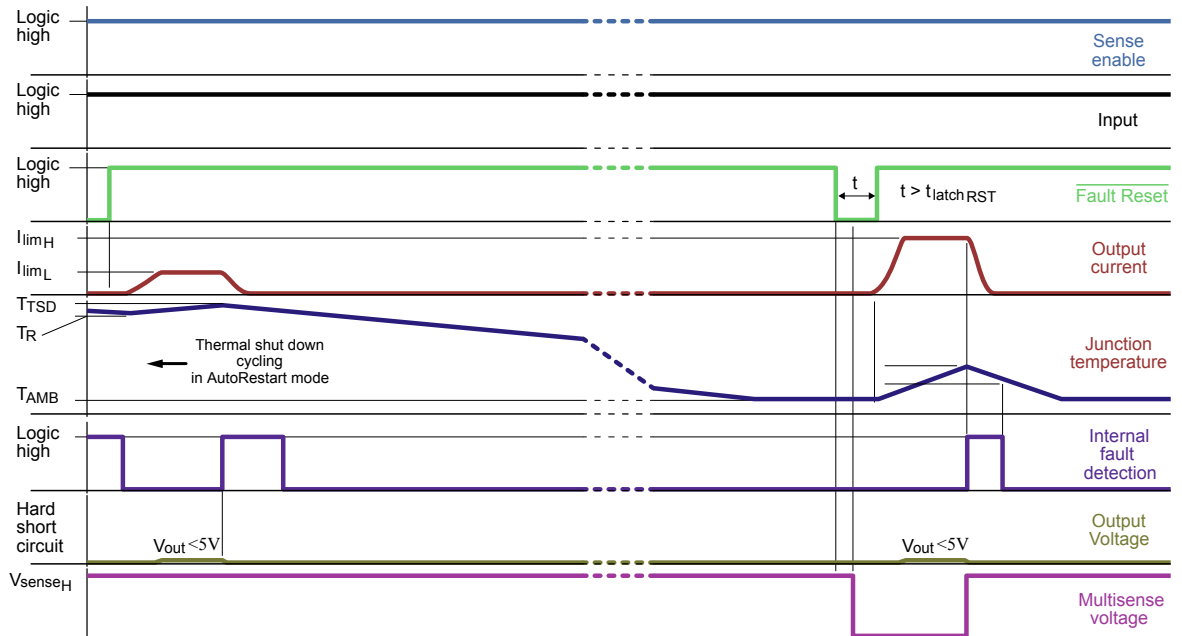 Logic
high
Sense
enable
Logic
high
Input
Logic
high
t
t > tlatchRST
Fault Reset
IlimH
IlimL
Output
current
TTSD
TR
Thermal shut down
cycling
in AutoRestart mode
Junction
temperature
TAMB
Logic
high
Internal
fault
detection
Hard
short
circuit
Vout <5V
Vout <5V
Output
Voltage
VsenseH
Multisense
voltage